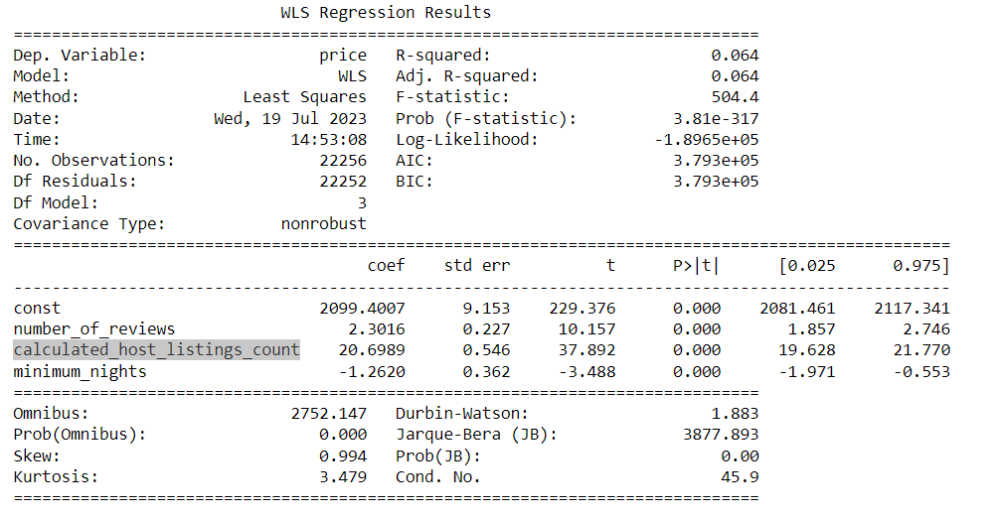 WLS Regression Results
==============================================================================
Dep. Variable:                  price   R-squared:                       0.064
Model:                            WLS   Adj. R-squared:                  0.064
Method:                 Least Squares   F-statistic:                     504.4
Date:                Wed, 19 Jul 2023   Prob (F-statistic):          3.81e-317
Time:                        14:53:08   Log-Likelihood:            -1.8965e+05
No. Observations:               22256   AIC:                         3.793e+05
Df Residuals:                   22252   BIC:                         3.793e+05
Df Model:                           3
Covariance Type:            nonrobust
==================================================================================================
                                     coef    std err          t      P>|t|      [0.025      0.975]
--------------------------------------------------------------------------------------------------
const                           2099.4007      9.153    229.376      0.000    2081.461    2117.341
number_of_reviews                  2.3016      0.227     10.157      0.000       1.857       2.746
calculated_host_listings_count    20.6989      0.546     37.892      0.000      19.628      21.770
minimum_nights                    -1.2620      0.362     -3.488      0.000      -1.971      -0.553
==============================================================================
Omnibus:                     2752.147   Durbin-Watson:                   1.883
Prob(Omnibus):                  0.000   Jarque-Bera (JB):             3877.893
Skew:                           0.994   Prob(JB):                         0.00
Kurtosis:                       3.479   Cond. No.                         45.9
==============================================================================